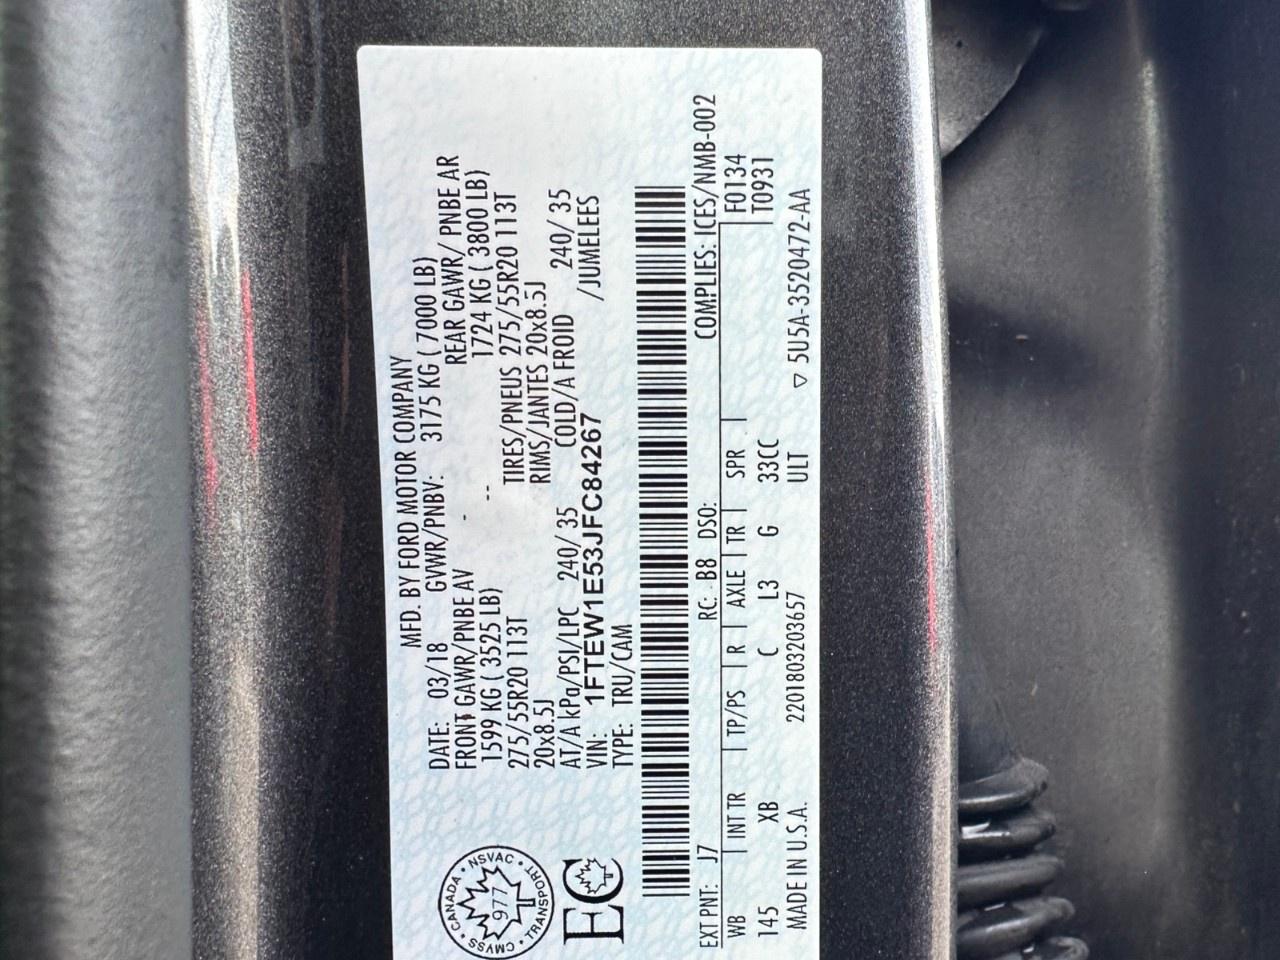 MFD. BY FORD MOTOR COMPANY
DATE: 03/18 GVWR/PNBV: 3175 KG ( 7000 LB)
FRONT GAWR/PNBE AV - REAR GAWR/ PNBE AR
1599 KG ( 3525 LB) -- 1724 KG ( 3800 LB)
275/55R20 113T TIRES/PNEUS 275/55R20 113T
20x8.5J RIMS/JANTES 20x8.5J
AT/A kPa/PSI/LPC 240/ 35 COLD/A FROID 240/ 35
VIN: 1FTEW1E53JFC84267 /JUMELEES
TYPE: TRU/CAM
CANADA • NSVAC • TRANSPORT • CMVSS •
977
EC
COMPLIES: ICES/NMB-002
EXT PNT: J7 RC: B8 DSO:
WB | INT TR | TP/PS | R | AXLE | TR | SPR | F0134
145 XB C L3 G 33CC T0931
MADE IN U.S.A. 2201803203657 ULT
▽ 5U5A-3520472-AA